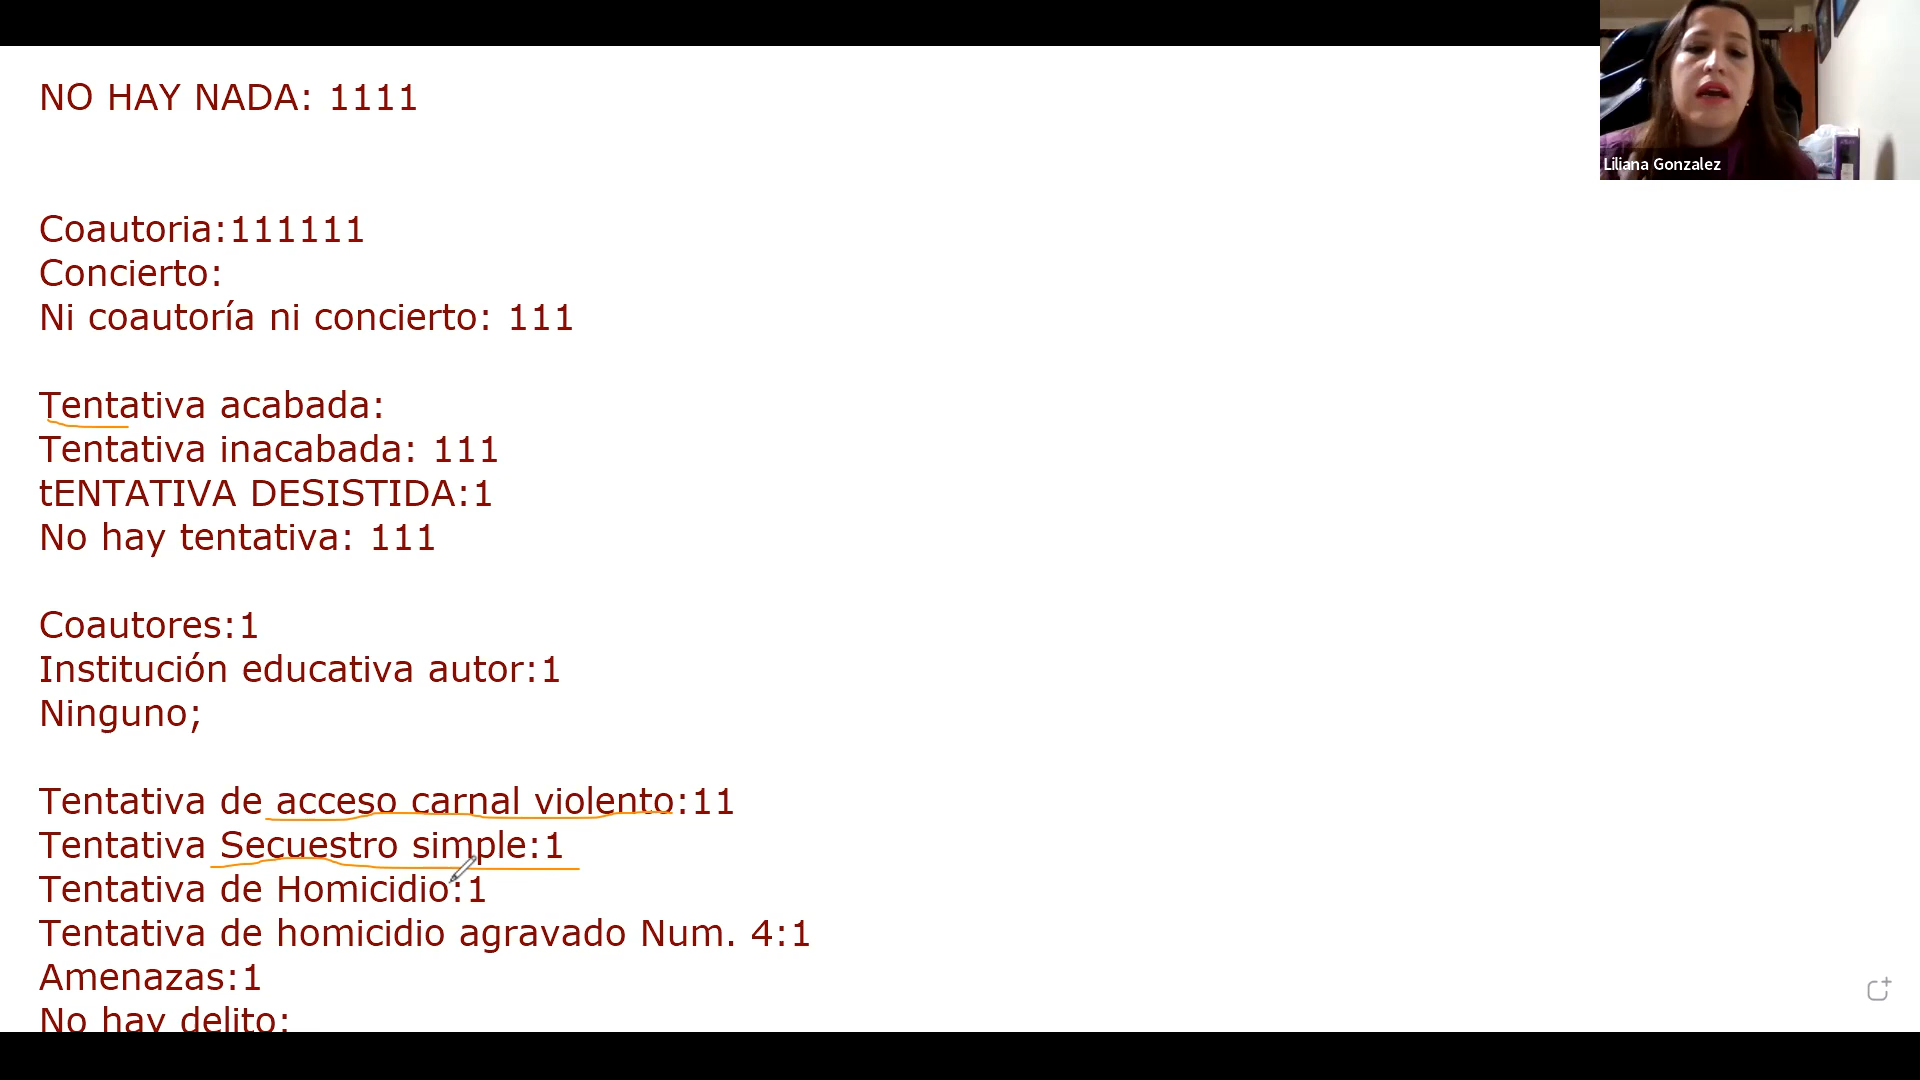 NO HAY NADA: 1111
Liliana Gonzalez
Coautoria:111111
Concierto:
Ni coautoría ni concierto: 111
Tentativa acabada:
Tentativa inacabada: 111
tENTATIVA DESISTIDA:1
No hay tentativa: 111
Coautores:1
Institución educativa autor:1
Ninguno;
Tentativa de acceso carnal violento:11
Tentativa Secuestro simple:1
Tentativa de Homicidio:1
Tentativa de homicidio agravado Num. 4:1
Amenazas:1
No hay delito: